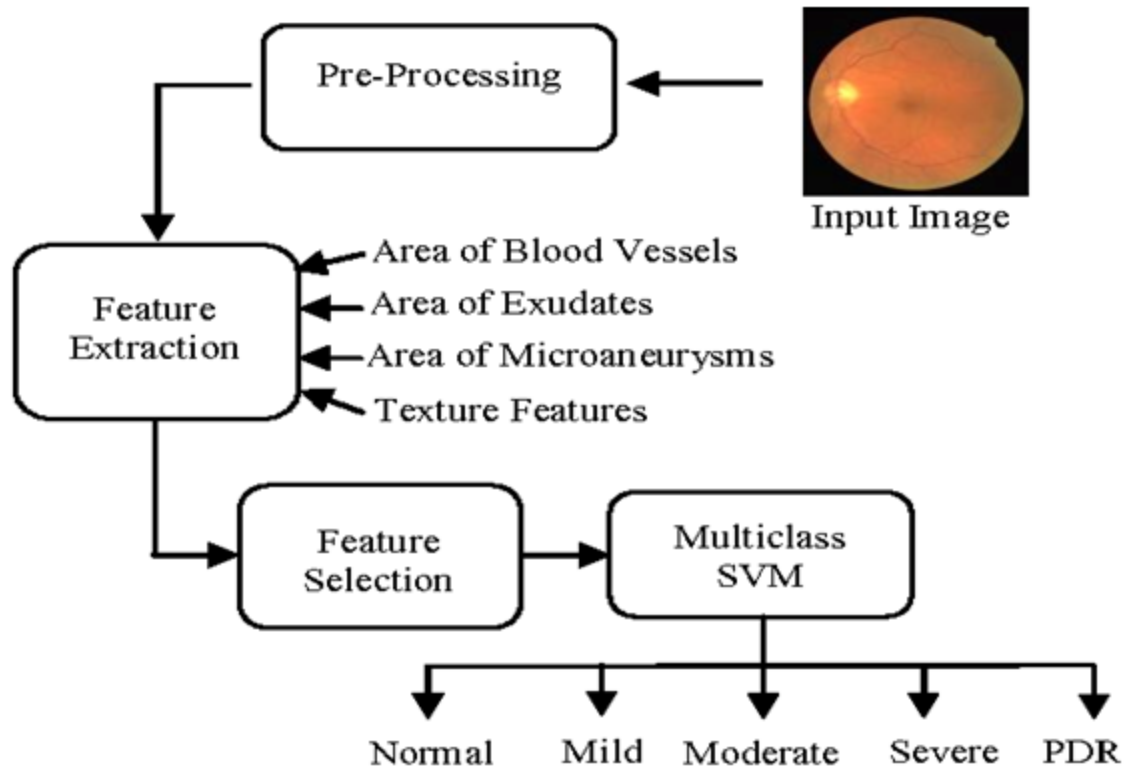 Pre-Processing
Input Image
Feature
Extraction
Area of Blood Vessels
Area of Exudates
Area of Microaneurysms
Texture Features
Feature
Selection
Multiclass
SVM
Normal
Mild
Moderate
Severe
PDR